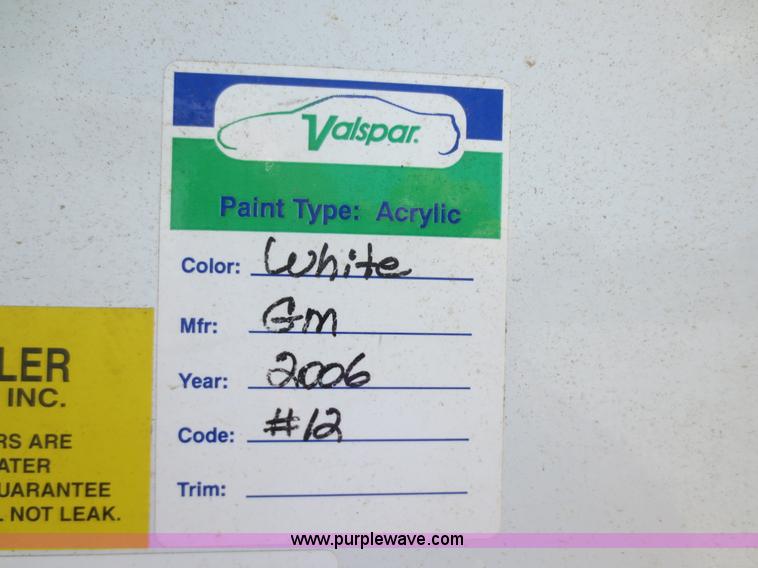 Valspar.
Paint Type: Acrylic
Color: White
Mfr: GM
Year: 2006
Code: #12
Trim:
LER
INC.
RS ARE
ATER
UARANTEE
NOT LEAK.
www.purplewave.com